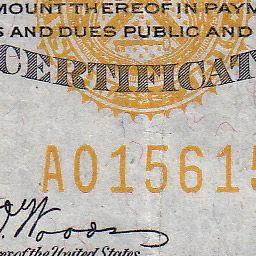 MOUNT THEREOF IN PAYM
S AND DUES PUBLIC AND
CERTIFICAT
A015615
Woods
of the United States